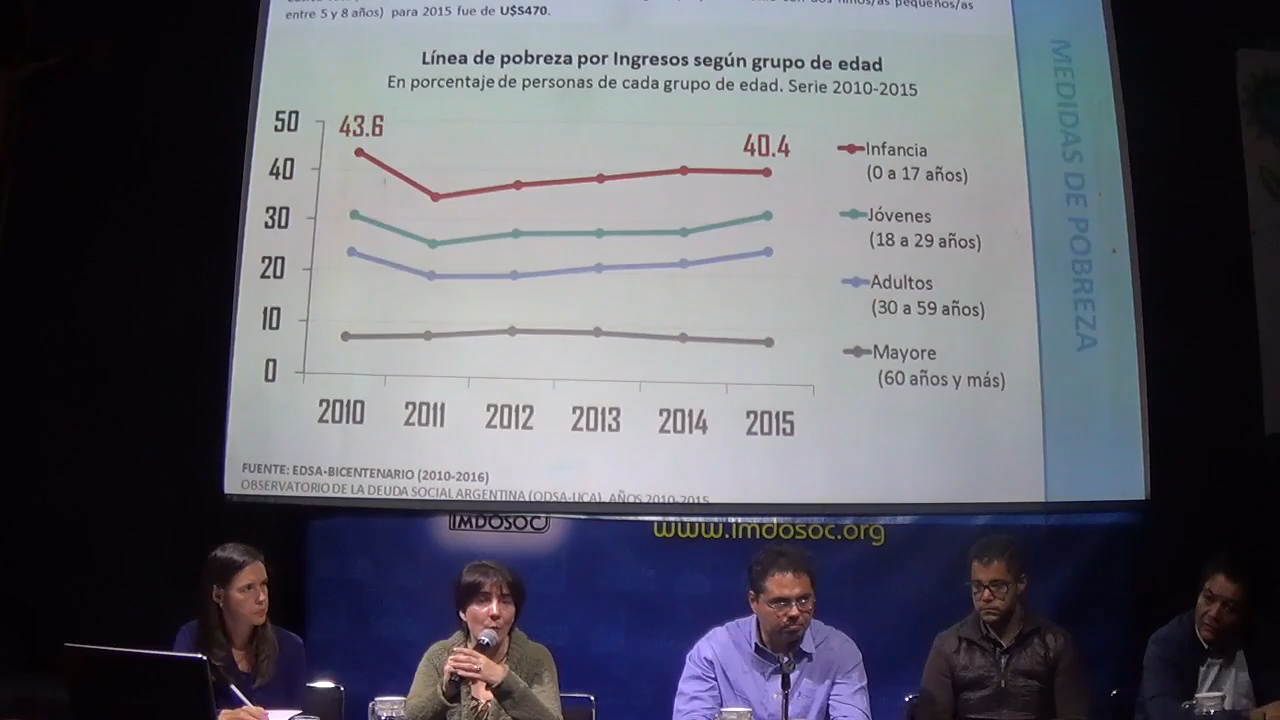 entre 5 y 8 años) para 2015 fue de U$S470.
Línea de pobreza por Ingresos según grupo de edad
En porcentaje de personas de cada grupo de edad. Serie 2010-2015
50
40
30
20
10
0
43.6
40.4
2010 2011 2012 2013 2014 2015
Infancia
(0 a 17 años)
Jóvenes
(18 a 29 años)
Adultos
(30 a 59 años)
Mayore
(60 años y más)
MEDIDAS DE POBREZA
FUENTE: EDSA-BICENTENARIO (2010-2016)
OBSERVATORIO DE LA DEUDA SOCIAL ARGENTINA (ODSA-UCA). AÑOS 2010-2015
IMDOSOC
www.imdosoc.org